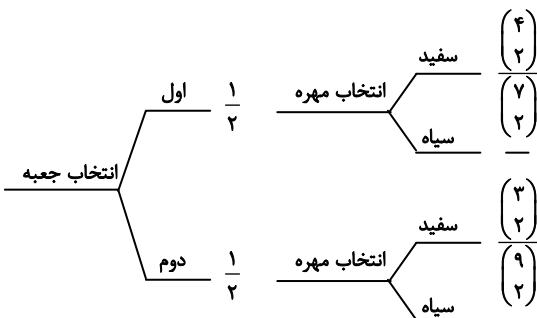 ۴
۲
سفید
۷
۲
اول ۱/۲ انتخاب مهره
سیاه —
انتخاب جعبه
۳
۲
سفید
۹
۲
دوم ۱/۲ انتخاب مهره
سیاه